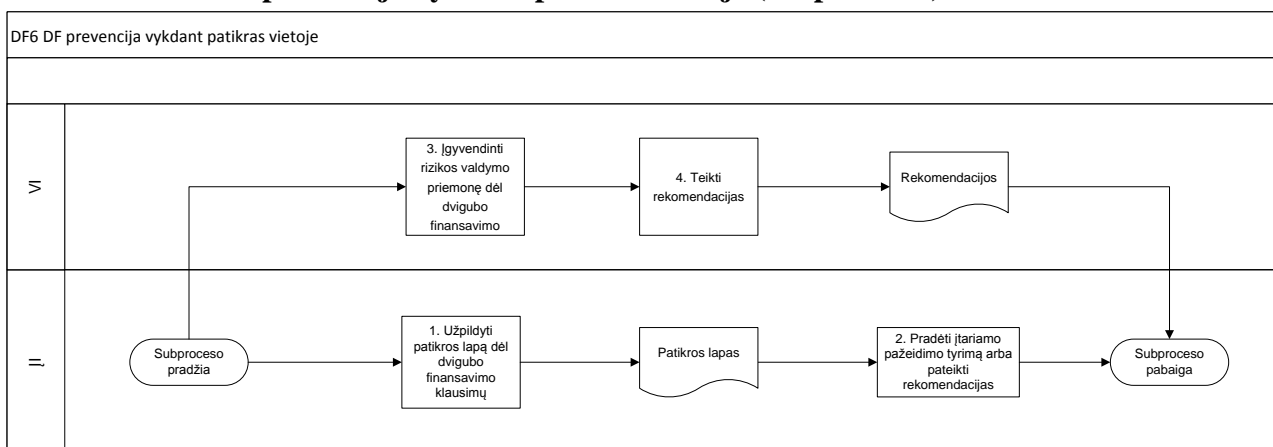 DF6 DF prevencija vykdant patikras vietoje
VI
3. Įgyvendinti
rizikos valdymo
priemonę dėl
dvigubo
finansavimo
4. Teikti
rekomendacijas
Rekomendacijos
ĮĮ
Subproceso
pradžia
1. Užpildyti
patikros lapą dėl
dvigubo
finansavimo
klausimų
Patikros lapas
2. Pradėti įtariamo
pažeidimo tyrimą arba
pateikti
rekomendacijas
Subproceso
pabaiga